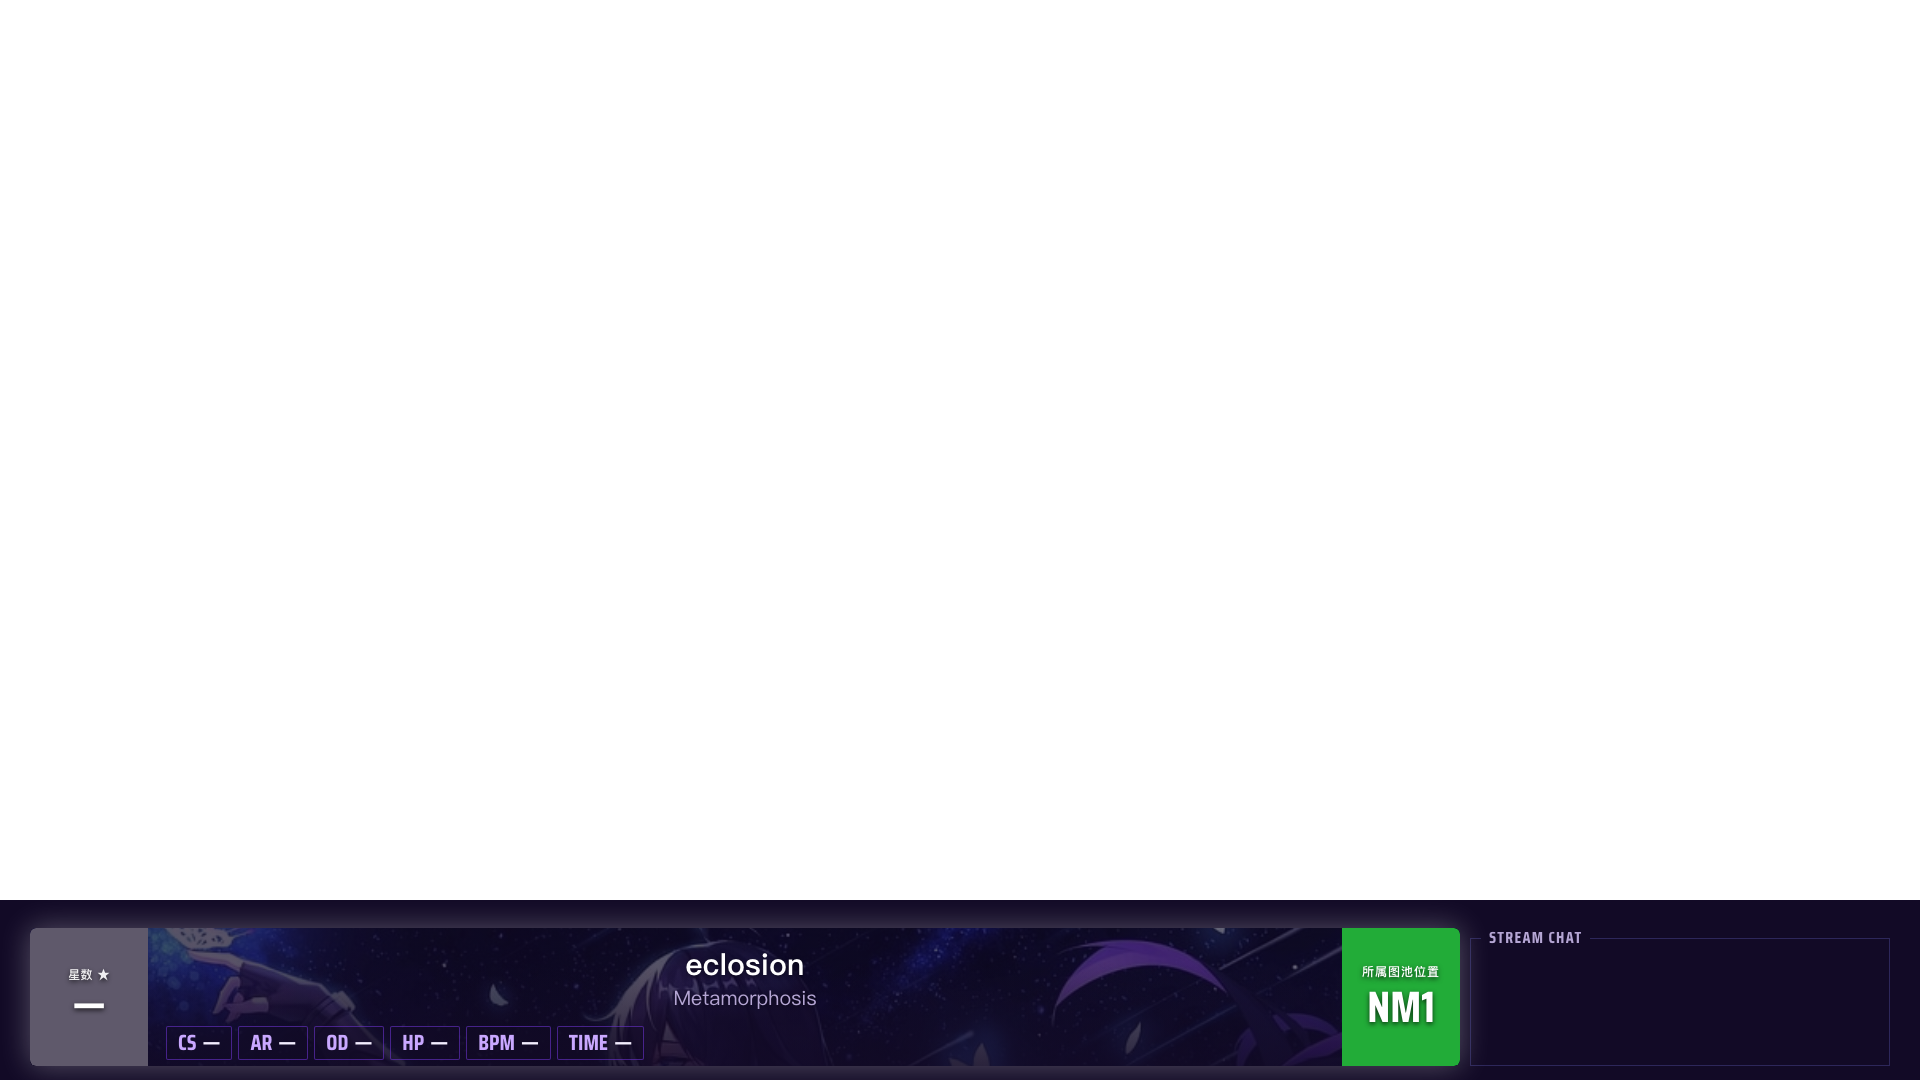 星数 ★
—
eclosion
Metamorphosis
CS —
AR —
OD —
HP —
BPM —
TIME —
所属图池位置
NM1
STREAM CHAT